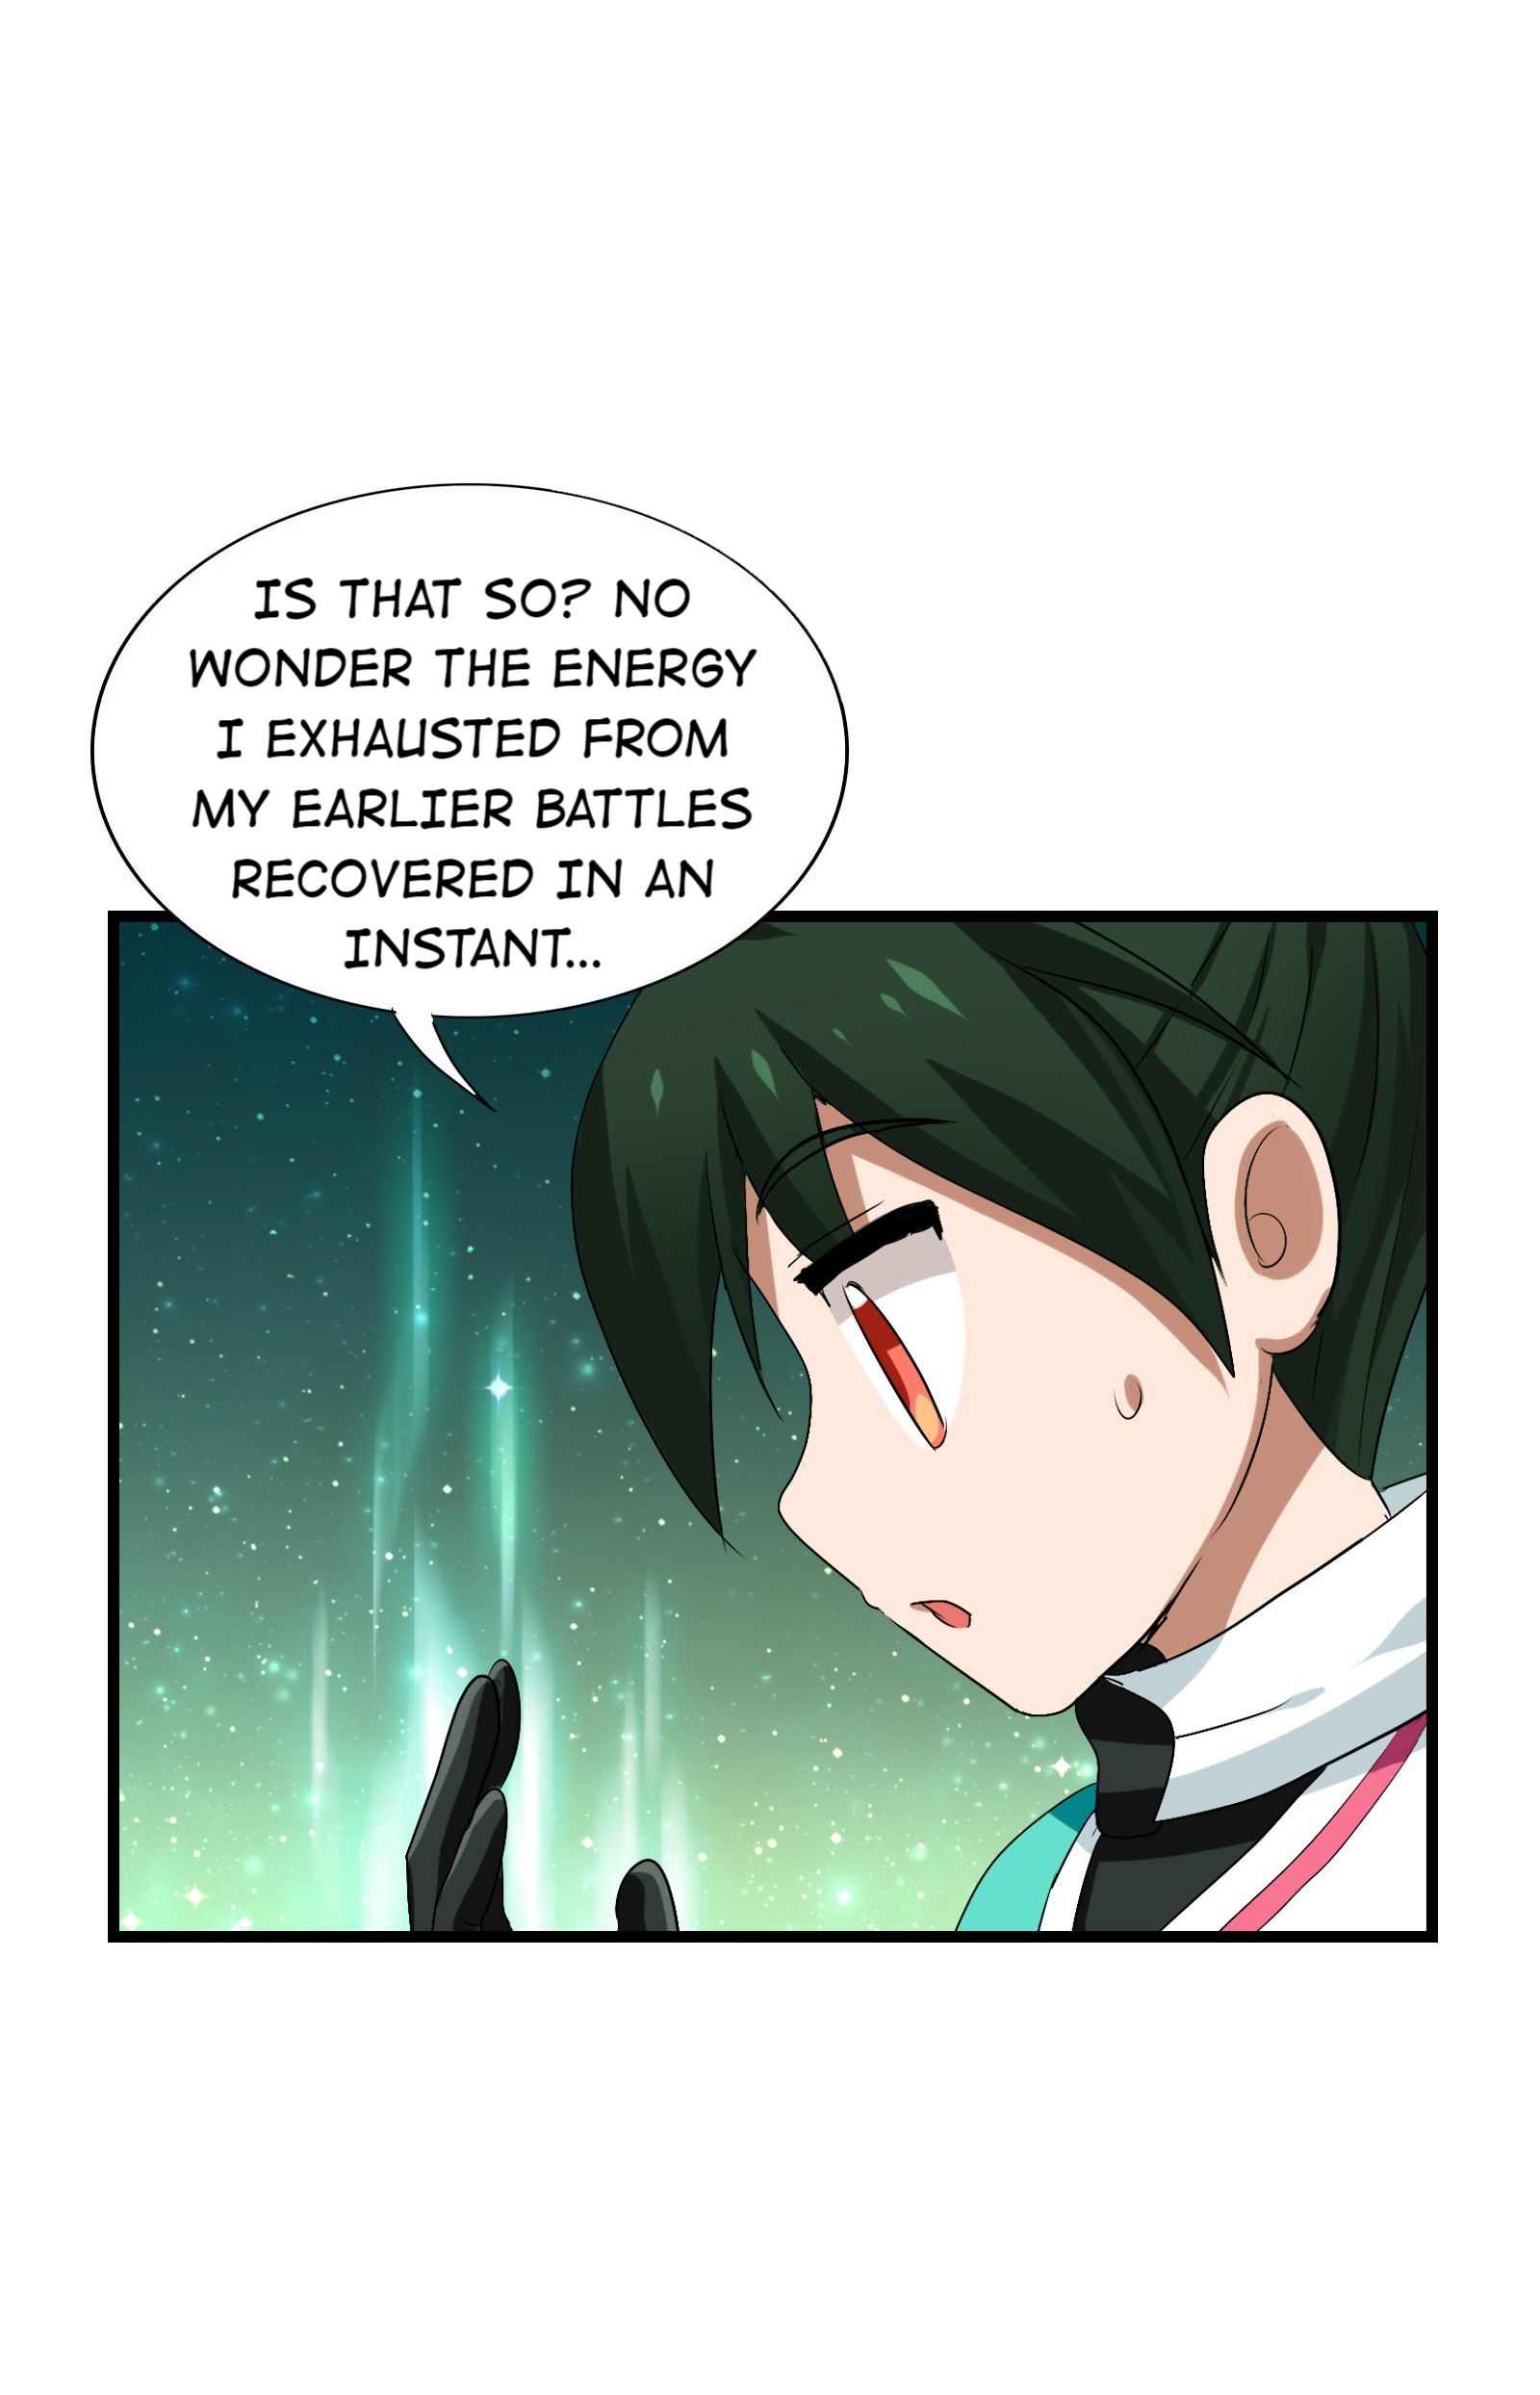 IS THAT SO? NO
WONDER THE ENERGY
I EXHAUSTED FROM
MY EARLIER BATTLES
RECOVERED IN AN
INSTANT...